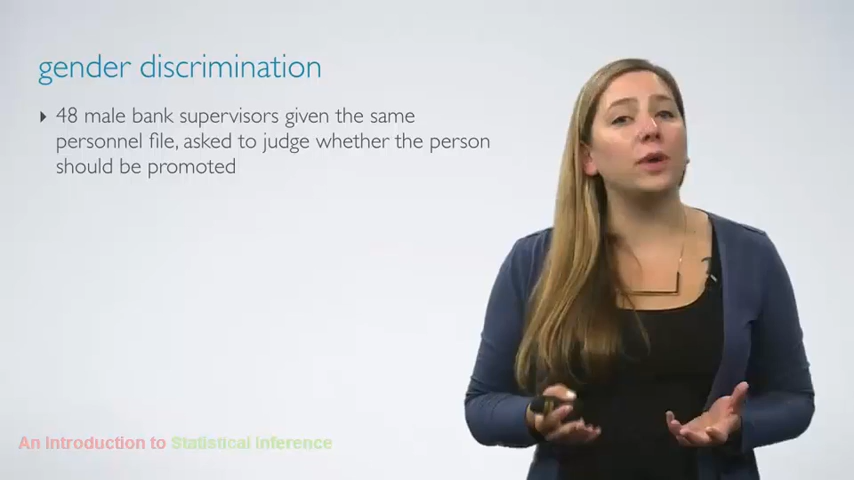 gender discrimination
48 male bank supervisors given the same
personnel file, asked to judge whether the person
should be promoted
An Introduction to Statistical Inference